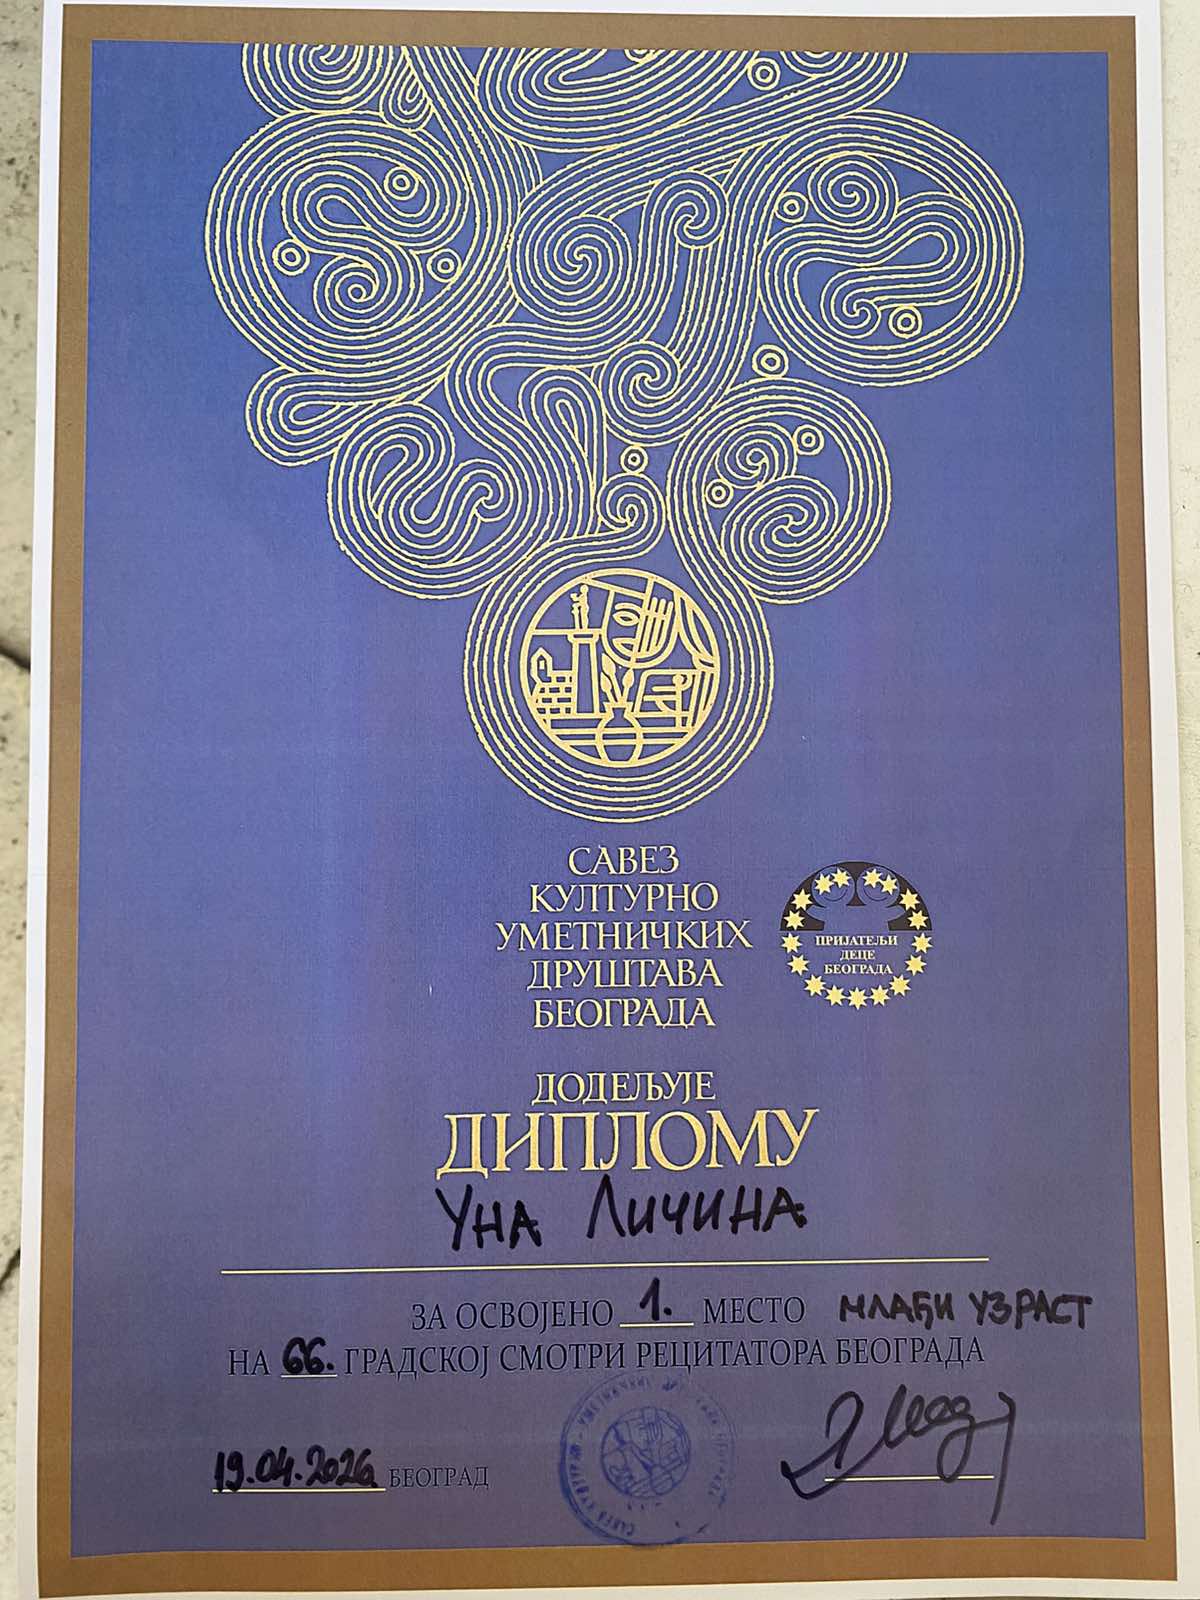 САВЕЗ
КУЛТУРНО
УМЕТНИЧКИХ
ДРУШТАВА
БЕОГРАДА
ПРИЈАТЕЉИ
ДЕЦЕ
БЕОГРАДА
ДОДЕЉУЈЕ
ДИПЛОМУ
УНА ЛИЧИНА
ЗА ОСВОЈЕНО 1. МЕСТО МЛАЂИ УЗРАСТ
НА 66. ГРАДСКОЈ СМОТРИ РЕЦИТАТОРА БЕОГРАДА
19.04.2026. БЕОГРАД